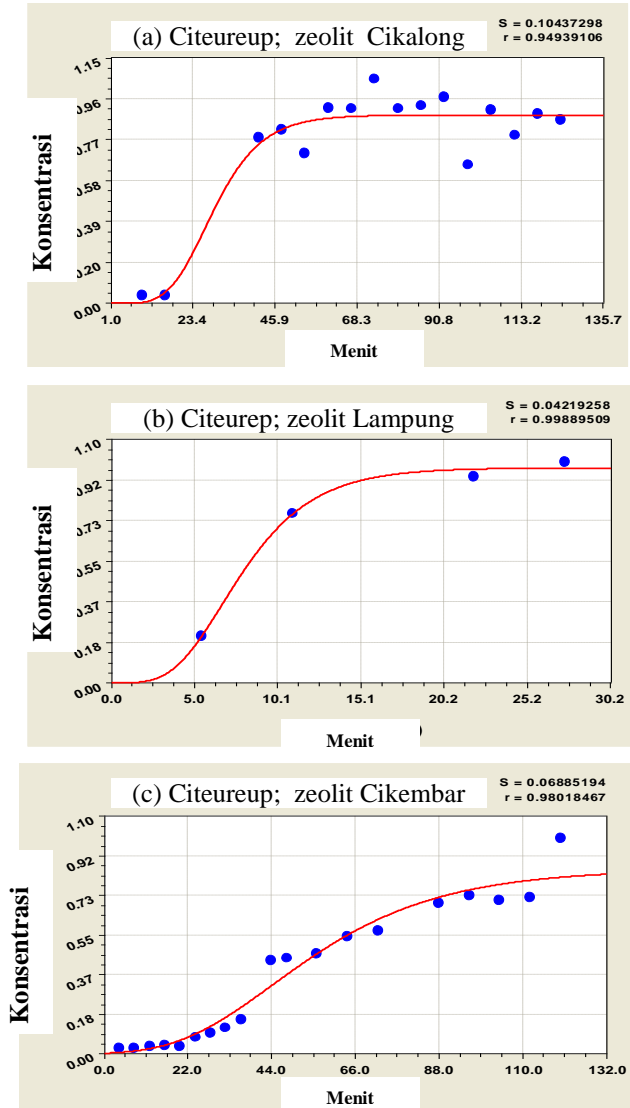 (a) Citeureup; zeolit Cikalong
S = 0.10437298
r = 0.94939106
Konsentrasi
1.15
0.96
0.77
0.58
0.39
0.20
0.00
1.0 23.4 45.9 68.3 90.8 113.2 135.7
Menit
(b) Citeurep; zeolit Lampung
S = 0.04219258
r = 0.99889509
Konsentrasi
1.10
0.92
0.73
0.55
0.37
0.18
0.00
0.0 5.0 10.1 15.1 20.2 25.2 30.2
Menit
(c) Citeureup; zeolit Cikembar
S = 0.06885194
r = 0.98018467
Konsentrasi
1.10
0.92
0.73
0.55
0.37
0.18
0.00
0.0 22.0 44.0 66.0 88.0 110.0 132.0
Menit